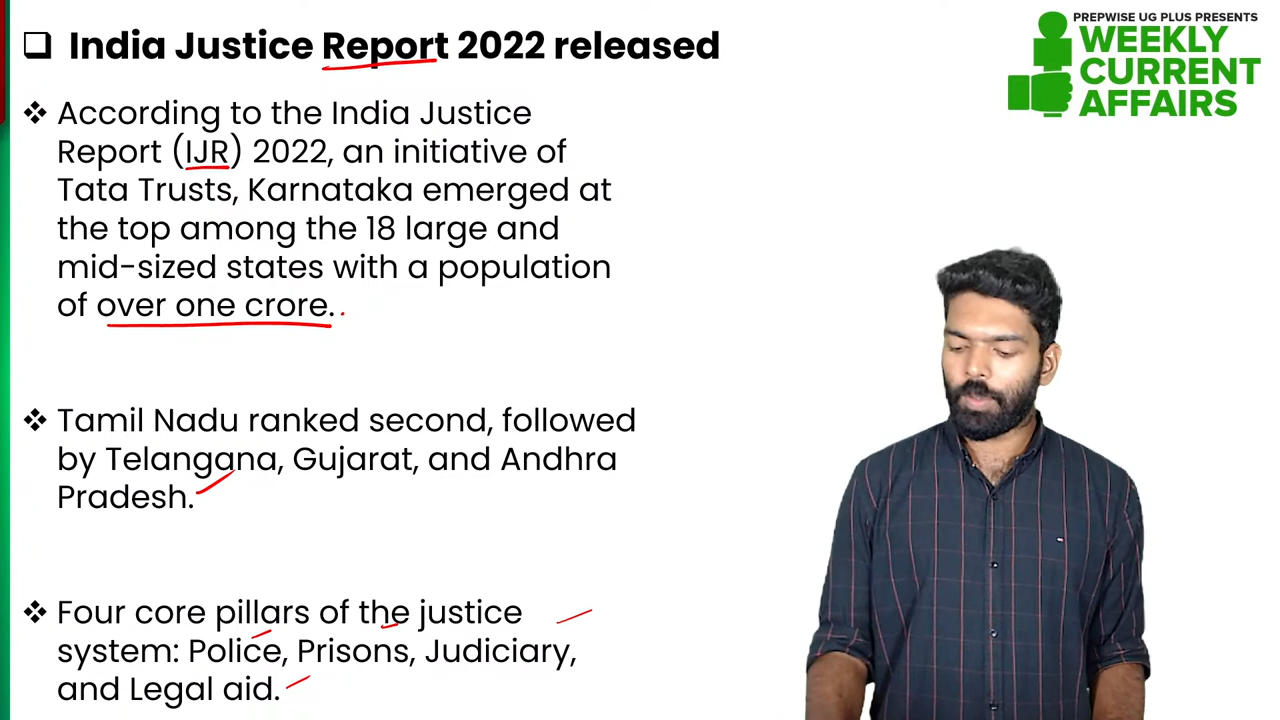 ❑ India Justice Report 2022 released
PREPWISE UG PLUS PRESENTS
WEEKLY
CURRENT
AFFAIRS
❖ According to the India Justice
Report (IJR) 2022, an initiative of
Tata Trusts, Karnataka emerged at
the top among the 18 large and
mid-sized states with a population
of over one crore.
❖ Tamil Nadu ranked second, followed
by Telangana, Gujarat, and Andhra
Pradesh.
❖ Four core pillars of the justice
system: Police, Prisons, Judiciary,
and Legal aid.